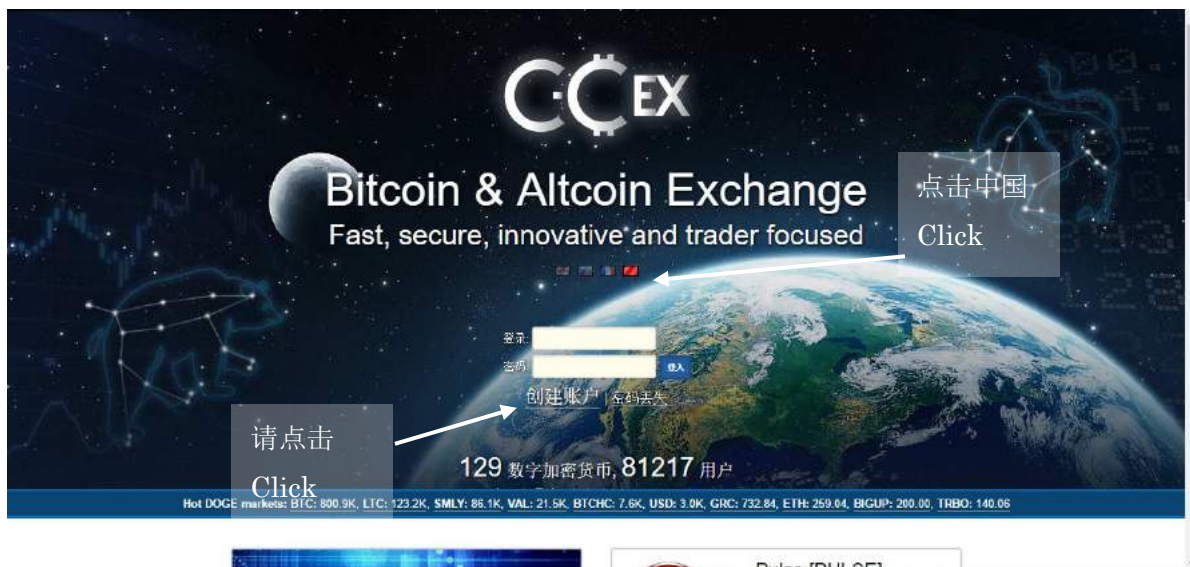 C-CEX
Bitcoin & Altcoin Exchange
Fast, secure, innovative and trader focused
点击中国
Click
登录:
密码:
登入
创建账户 | 密码丢失
请点击
Click
129 数字加密货币, 81217 用户
Hot DOGE markets: BTC: 800.9K, LTC: 123.2K, SMLY: 86.1K, VAL: 21.5K, BTCHC: 7.6K, USD: 3.0K, GRC: 732.84, ETH: 259.04, BIGUP: 200.00, TRBO: 140.06
Pulse [PULSE]